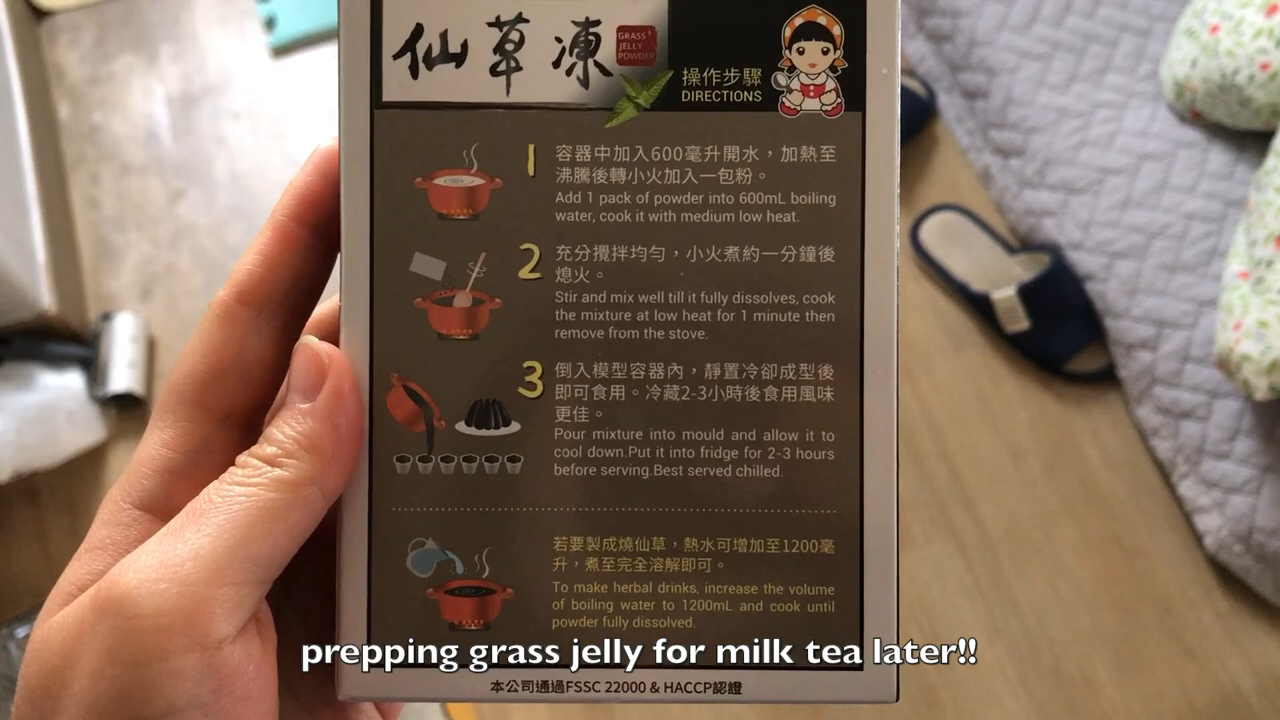 仙草凍
GRASS
JELLY
POWDER
操作步驟
DIRECTIONS
1
容器中加入600毫升開水，加熱至
沸騰後轉小火加入一包粉。
Add 1 pack of powder into 600mL boiling
water, cook it with medium low heat.
2
充分攪拌均勻，小火煮約一分鐘後
熄火。
Stir and mix well till it fully dissolves, cook
the mixture at low heat for 1 minute then
remove from the stove.
3
倒入模型容器內，靜置冷卻成型後
即可食用。冷藏2-3小時後食用風味
更佳。
Pour mixture into mould and allow it to
cool down.Put it into fridge for 2-3 hours
before serving.Best served chilled.
若要製成燒仙草，熱水可增加至1200毫
升，煮至完全溶解即可。
To make herbal drinks, increase the volume
of boiling water to 1200mL and cook until
powder fully dissolved.
prepping grass jelly for milk tea later!!
本公司通過FSSC 22000 & HACCP認證